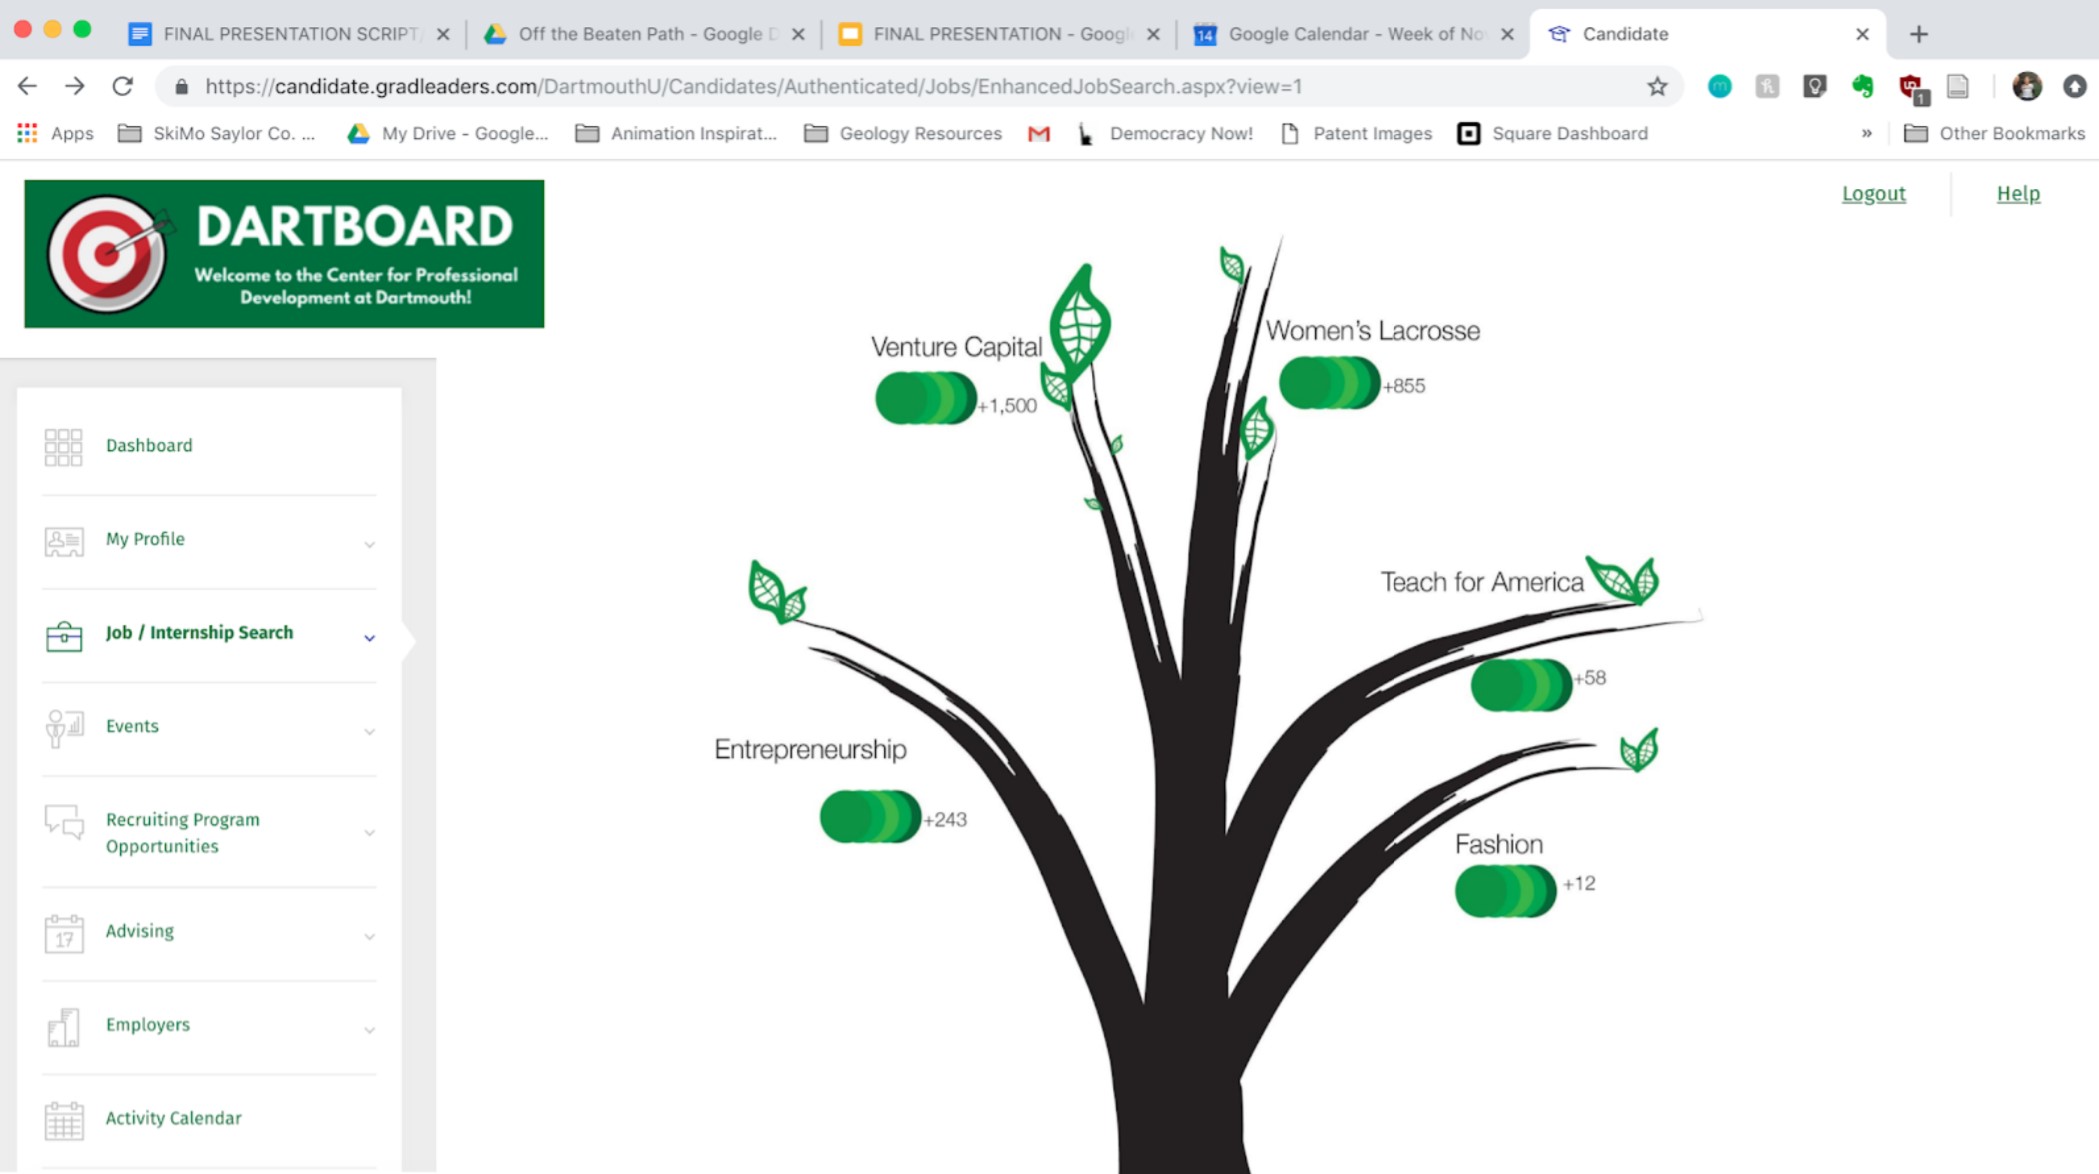 FINAL PRESENTATION SCRIPT
Off the Beaten Path - Google D
FINAL PRESENTATION - Googl
14
Google Calendar - Week of No
Candidate
https://candidate.gradleaders.com/DartmouthU/Candidates/Authenticated/Jobs/EnhancedJobSearch.aspx?view=1
m
1
Apps
SkiMo Saylor Co. ...
My Drive - Google...
Animation Inspirat...
Geology Resources
Democracy Now!
Patent Images
Square Dashboard
»
Other Bookmarks
DARTBOARD
Welcome to the Center for Professional
Development at Dartmouth!
Logout
Help
Dashboard
My Profile
Job / Internship Search
Events
Recruiting Program
Opportunities
17
Advising
Employers
Activity Calendar
Venture Capital
+1,500
Women's Lacrosse
+855
Teach for America
+58
Entrepreneurship
+243
Fashion
+12